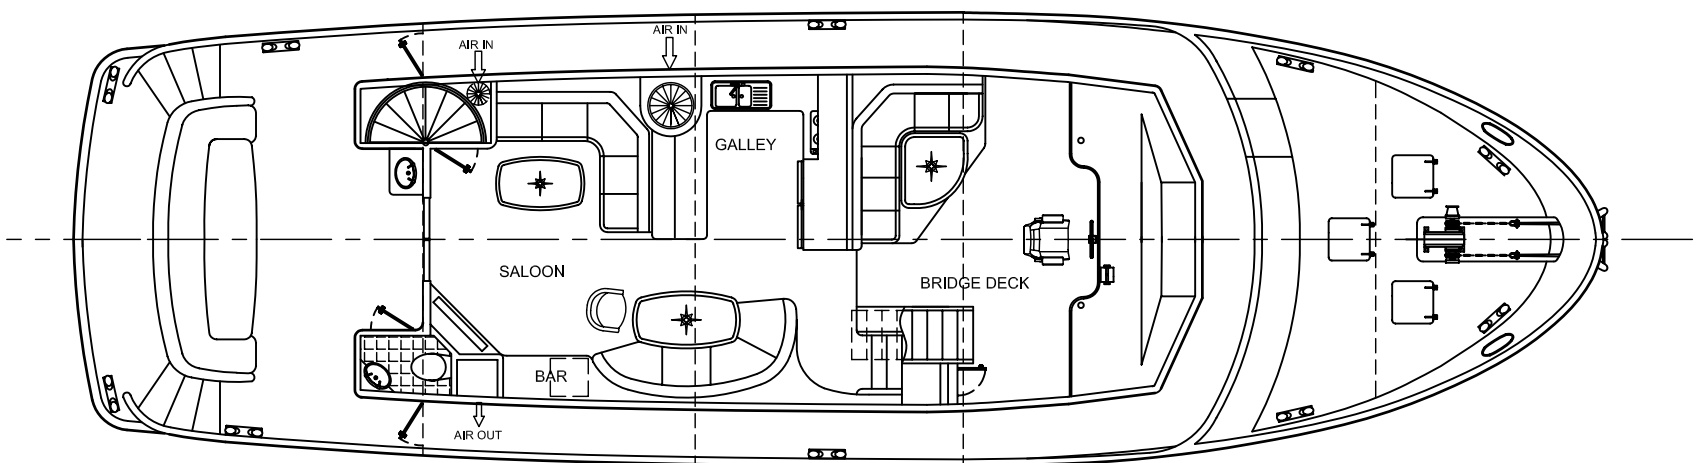 AIR IN
AIR IN
GALLEY
SALOON
BRIDGE DECK
BAR
AIR OUT